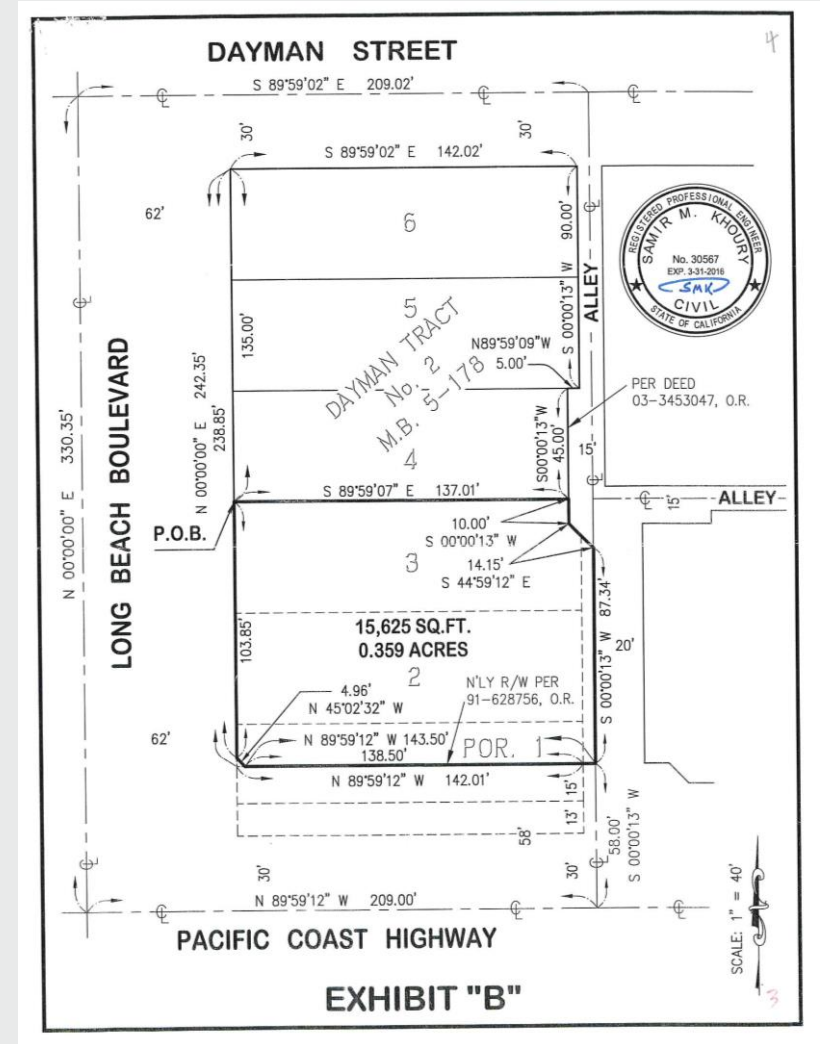 4
DAYMAN STREET
S 89°59'02" E 209.02'
30'
30'
S 89°59'02" E 142.02'
62'
6
90.00'
S 00°00'13" W
ALLEY
REGISTERED PROFESSIONAL ENGINEER
SAMIR M. KHOURY
No. 30567
EXP. 3-31-2016
SMK
CIVIL
STATE OF CALIFORNIA
5
DAYMAN TRACT
No. 2
M.B. 5-178
135.00'
N89°59'09"W
5.00'
PER DEED
03-3453047, O.R.
LONG BEACH BOULEVARD
N 00°00'00" E 330.35'
N 00°00'00" E 242.35'
238.85'
S00°00'13"W
45.00'
15'
4
S 89°59'07" E 137.01'
15'
ALLEY
P.O.B.
10.00'
S 00°00'13" W
3
14.15'
S 44°59'12" E
S 00°00'13" W 87.34'
20'
103.85'
15,625 SQ.FT.
0.359 ACRES
2
4.96'
N 45°02'32" W
N'LY R/W PER
91-628756, O.R.
62'
N 89°59'12" W 143.50'
138.50'
POR. 1
N 89°59'12" W 142.01'
15'
13'
58'
58.00'
S 00°00'13" W
30'
30'
N 89°59'12" W 209.00'
SCALE: 1" = 40'
PACIFIC COAST HIGHWAY
EXHIBIT "B"
3